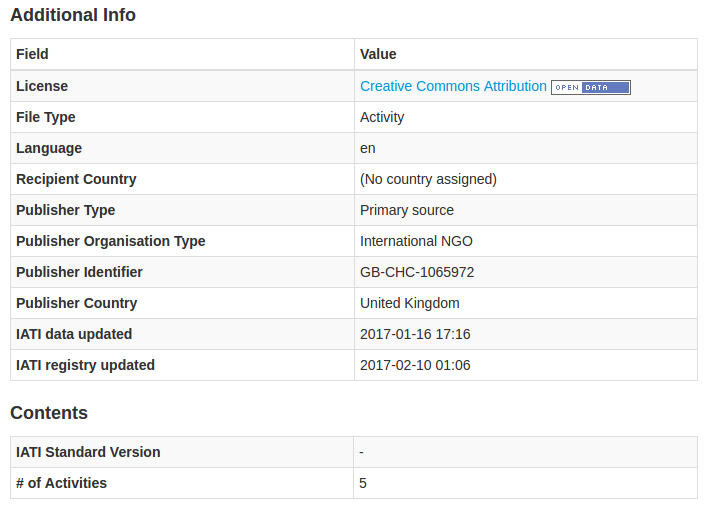 Additional Info
Field Value
License Creative Commons Attribution OPEN DATA
File Type Activity
Language en
Recipient Country (No country assigned)
Publisher Type Primary source
Publisher Organisation Type International NGO
Publisher Identifier GB-CHC-1065972
Publisher Country United Kingdom
IATI data updated 2017-01-16 17:16
IATI registry updated 2017-02-10 01:06
Contents
IATI Standard Version -
# of Activities 5